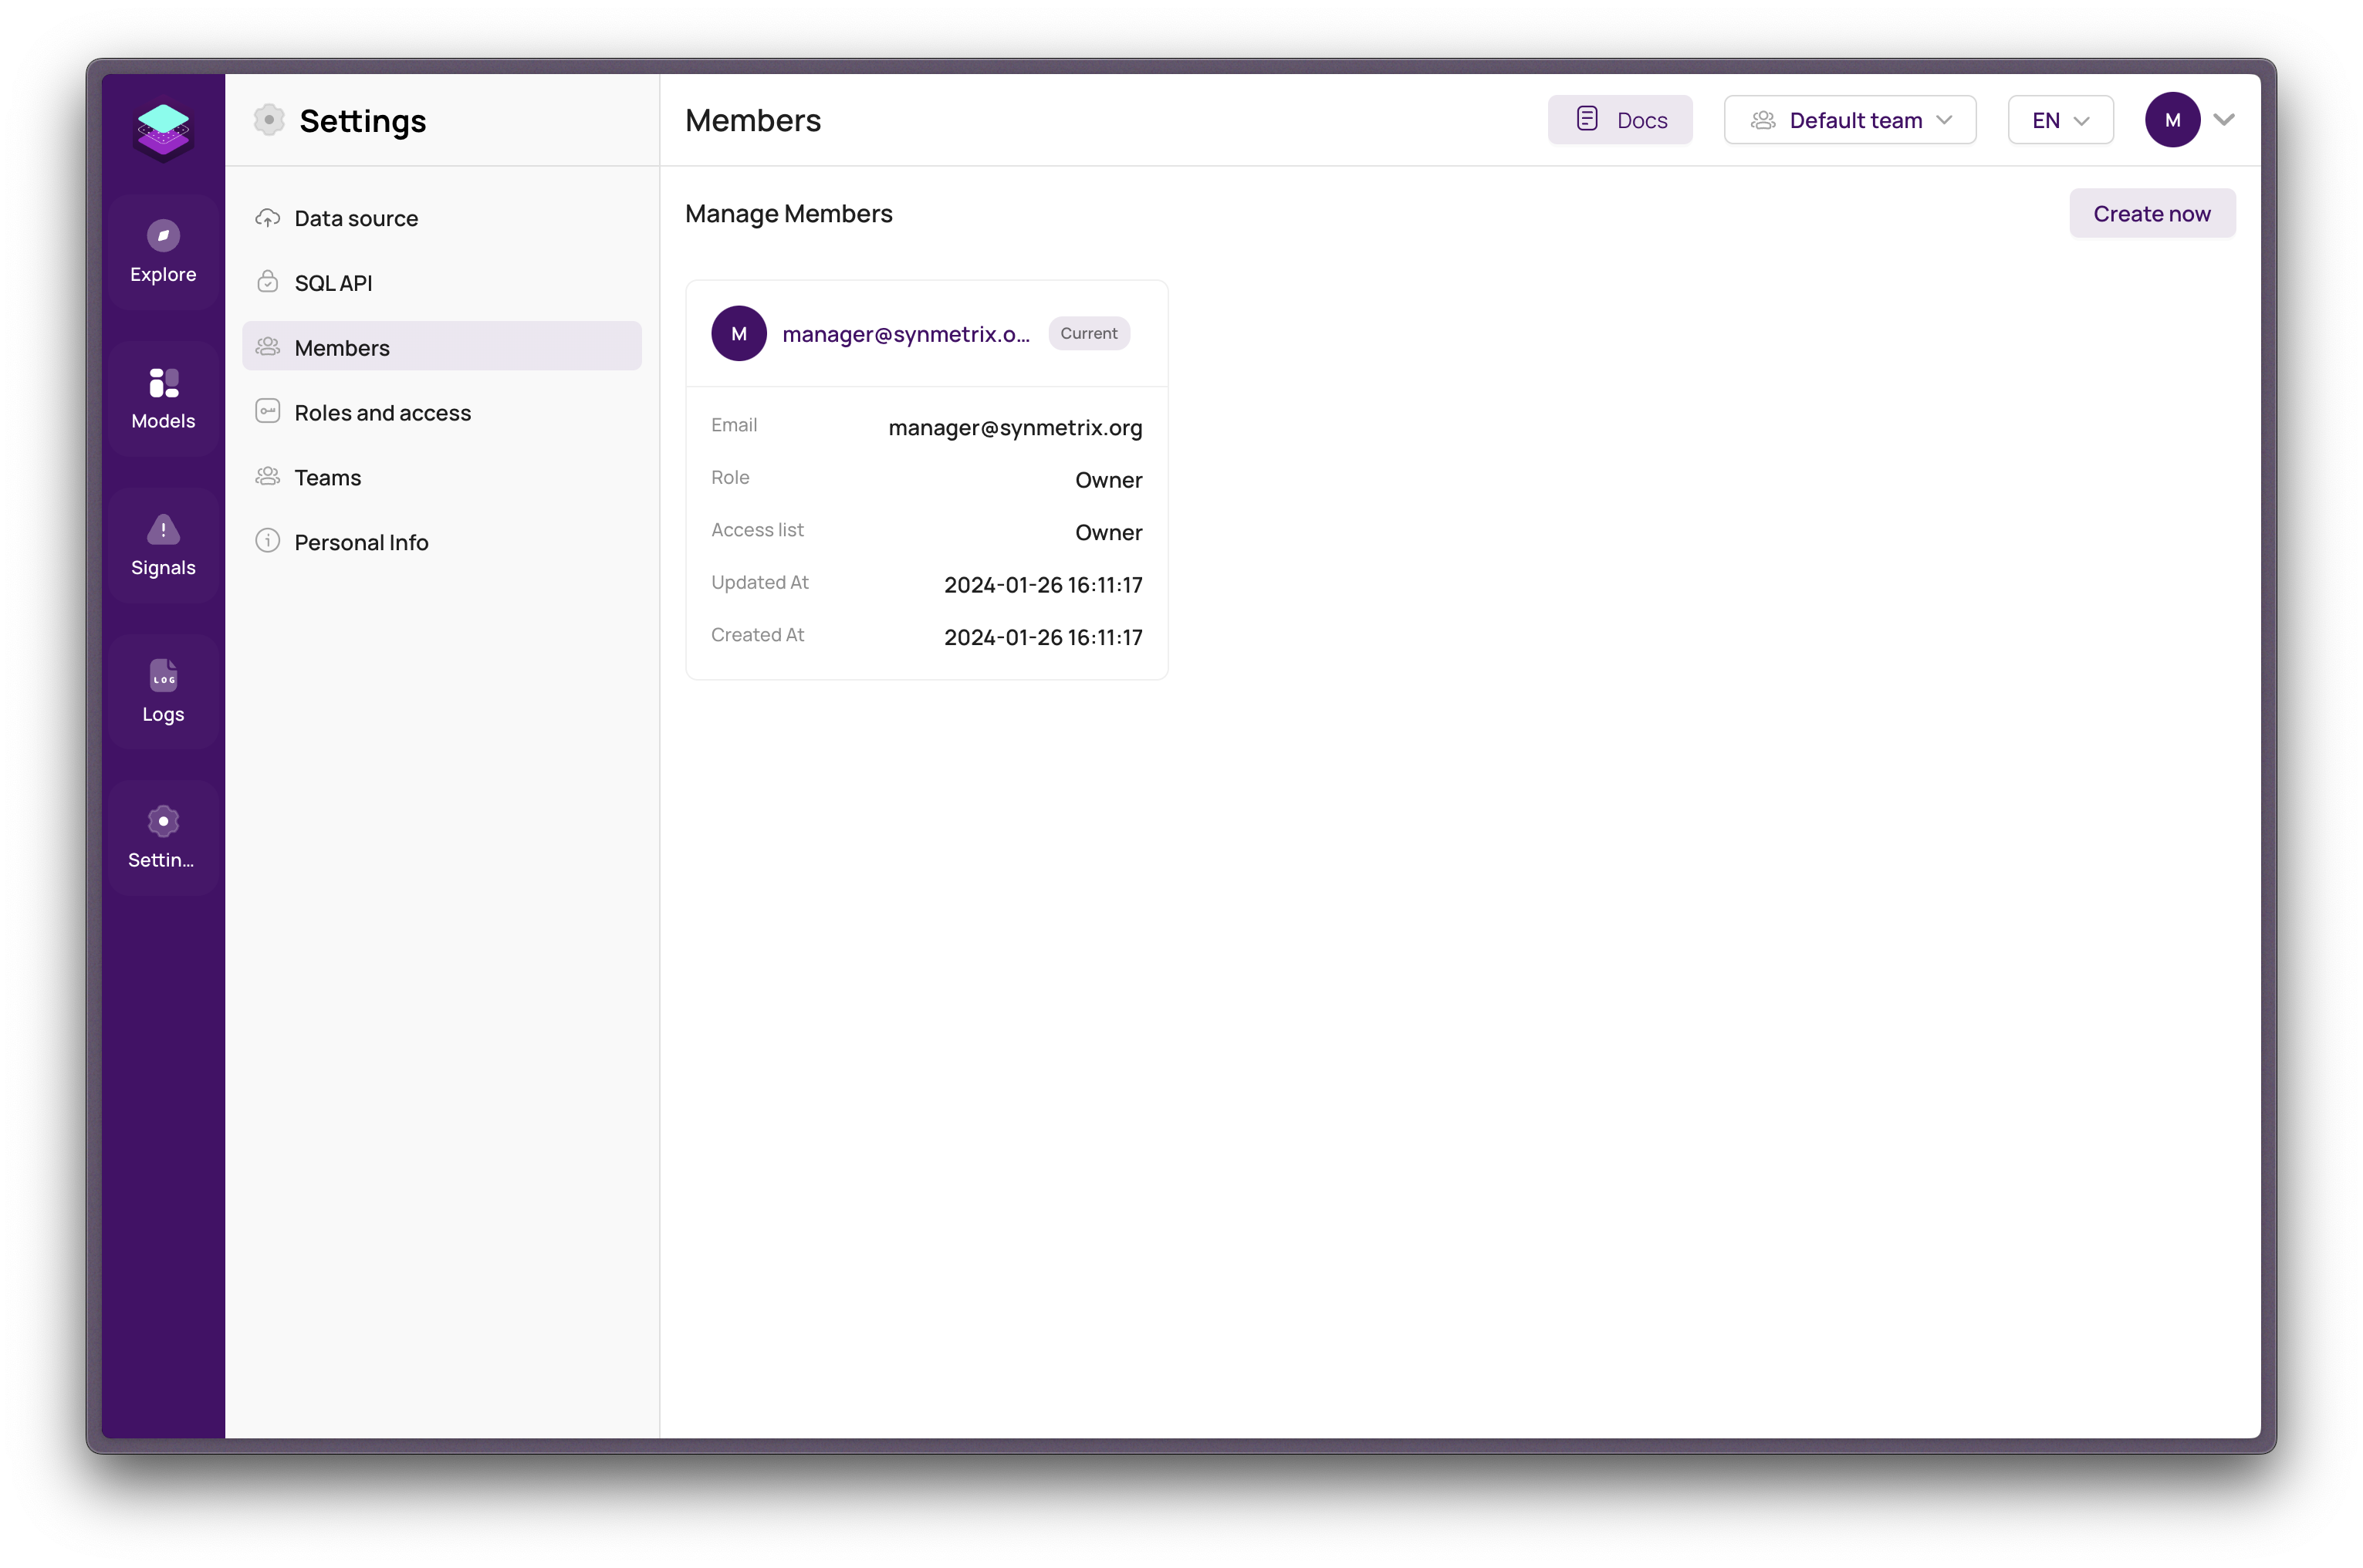 Settings
Members
Docs
Default team
EN
M
Explore
Models
Signals
LOG
Logs
Settin...
Data source
SQL API
Members
Roles and access
Teams
Personal Info
Manage Members
Create now
M
manager@synmetrix.o...
Current
Email
manager@synmetrix.org
Role
Owner
Access list
Owner
Updated At
2024-01-26 16:11:17
Created At
2024-01-26 16:11:17